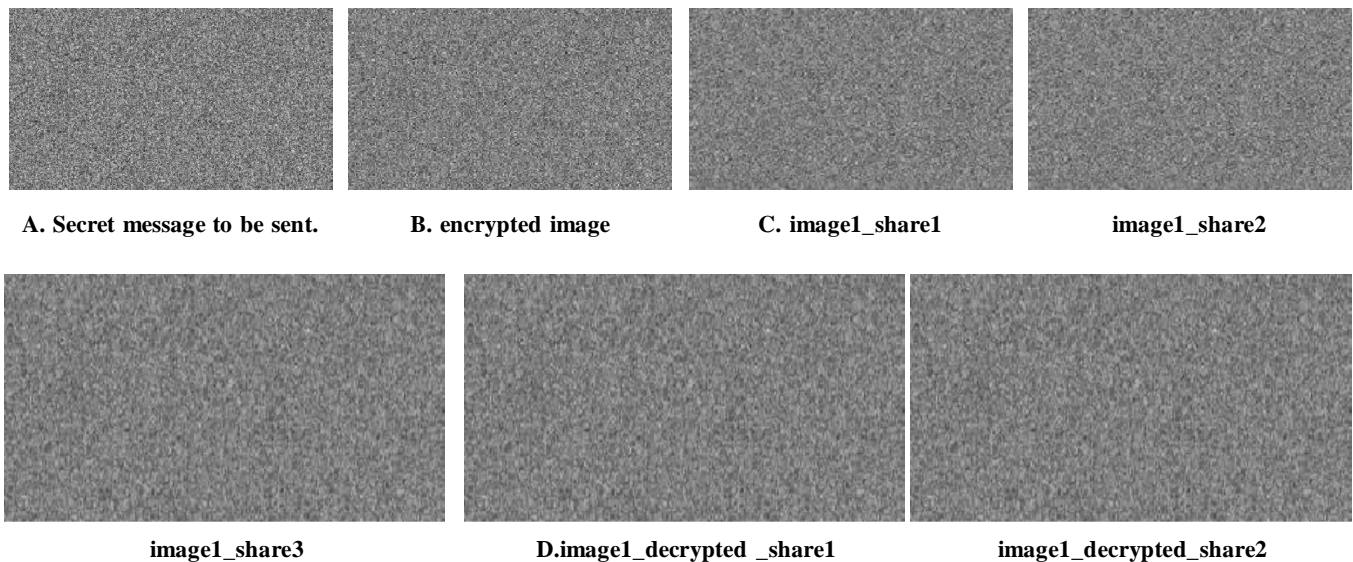 A. Secret message to be sent.
B. encrypted image
C. image1_share1
image1_share2
image1_share3
D.image1_decrypted _share1
image1_decrypted_share2